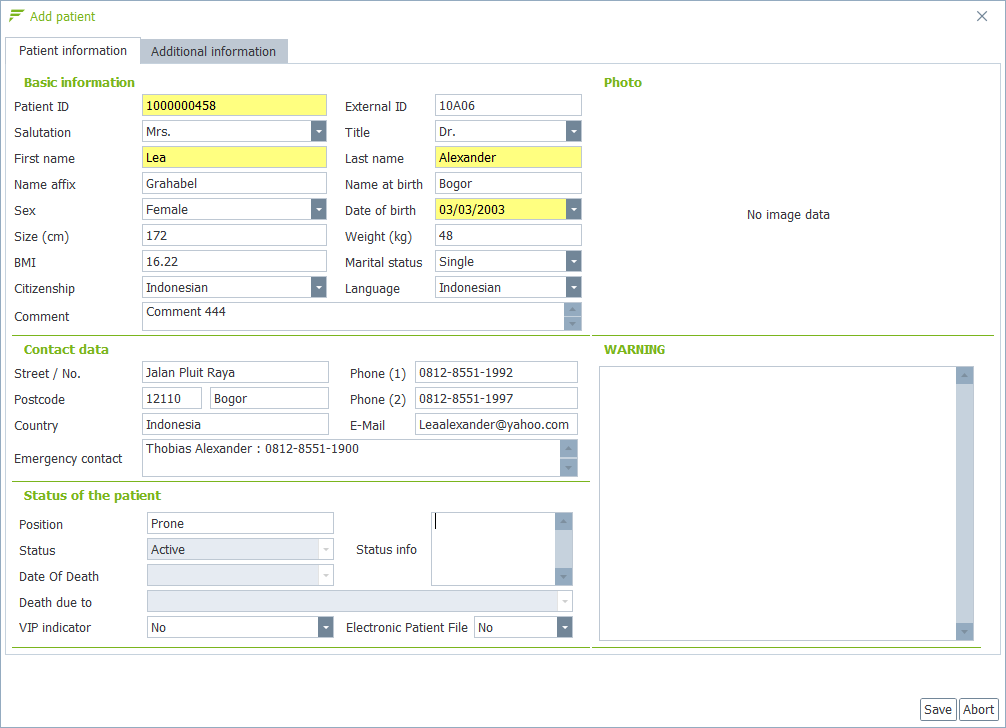 Add patient
Patient information Additional information
Basic information
Patient ID 1000000458 External ID 10A06
Salutation Mrs. Title Dr.
First name Lea Last name Alexander
Name affix Grahabel Name at birth Bogor
Sex Female Date of birth 03/03/2003
Size (cm) 172 Weight (kg) 48
BMI 16.22 Marital status Single
Citizenship Indonesian Language Indonesian
Comment Comment 444
Photo
No image data
Contact data
Street / No. Jalan Pluit Raya Phone (1) 0812-8551-1992
Postcode 12110 Bogor Phone (2) 0812-8551-1997
Country Indonesia E-Mail Leaalexander@yahoo.com
Emergency contact Thobias Alexander : 0812-8551-1900
WARNING
Status of the patient
Position Prone
Status Active Status info
Date Of Death
Death due to
VIP indicator No Electronic Patient File No
Save Abort